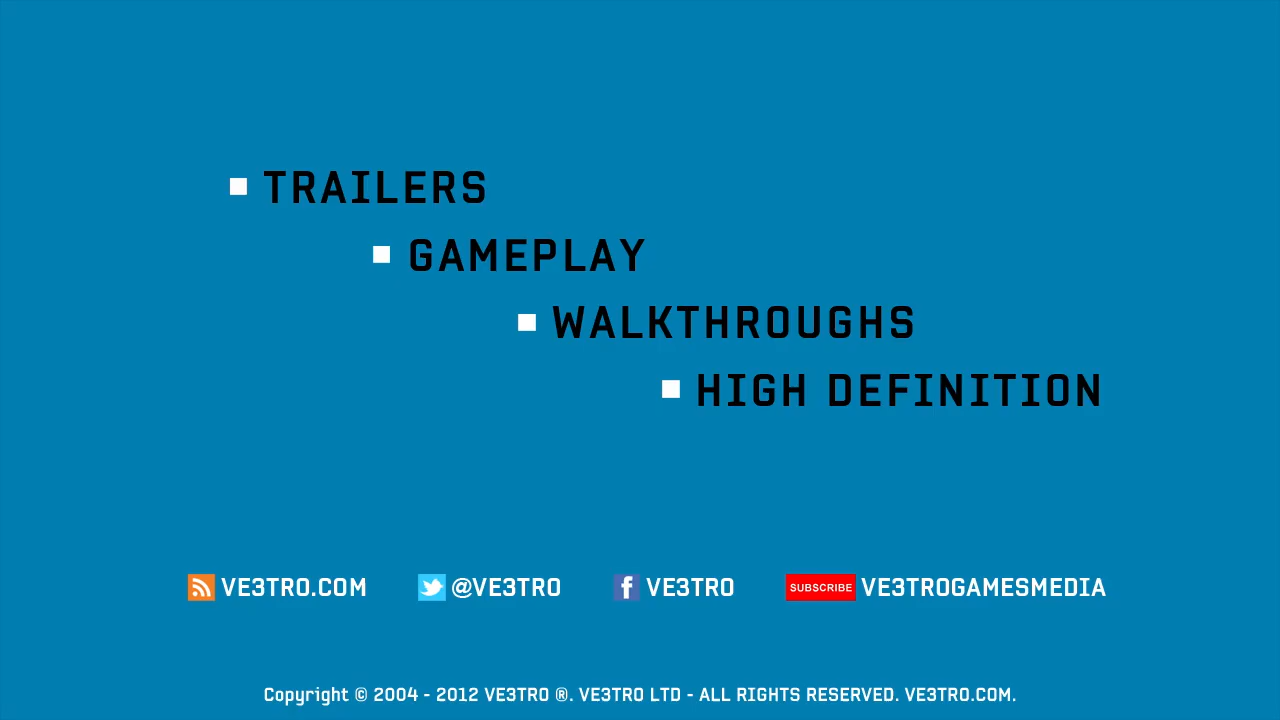 TRAILERS
GAMEPLAY
WALKTHROUGHS
HIGH DEFINITION
VE3TRO.COM @VE3TRO VE3TRO SUBSCRIBE VE3TROGAMESMEDIA
Copyright © 2004 - 2012 VE3TRO ®. VE3TRO LTD - ALL RIGHTS RESERVED. VE3TRO.COM.